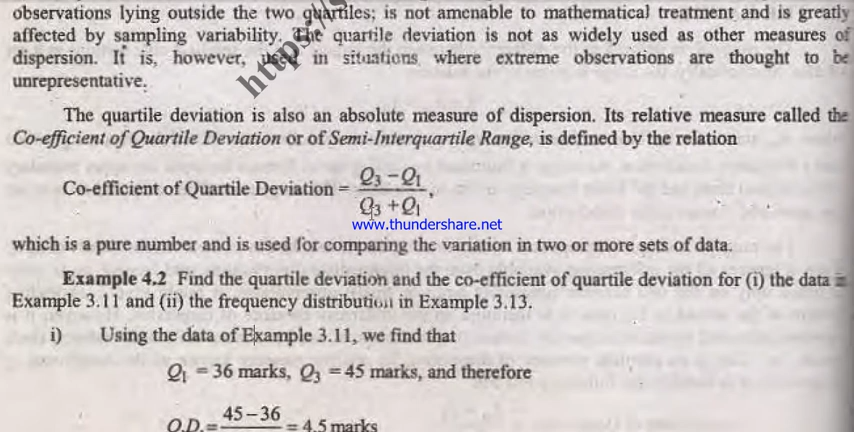 observations lying outside the two quartiles; is not amenable to mathematical treatment and is greatly
affected by sampling variability. The quartile deviation is not as widely used as other measures of
dispersion. It is, however, used in situations where extreme observations are thought to be
unrepresentative.
https://s
The quartile deviation is also an absolute measure of dispersion. Its relative measure called the
Co-efficient of Quartile Deviation or of Semi-Interquartile Range, is defined by the relation
Co-efficient of Quartile Deviation = (Q3 - Q1) / (Q3 + Q1),
www.thundershare.net
which is a pure number and is used for comparing the variation in two or more sets of data.
Example 4.2 Find the quartile deviation and the co-efficient of quartile deviation for (i) the data
Example 3.11 and (ii) the frequency distribution in Example 3.13.
i) Using the data of Example 3.11, we find that
Q1 = 36 marks, Q3 = 45 marks, and therefore
Q.D. = 45 - 36 = 4.5 marks